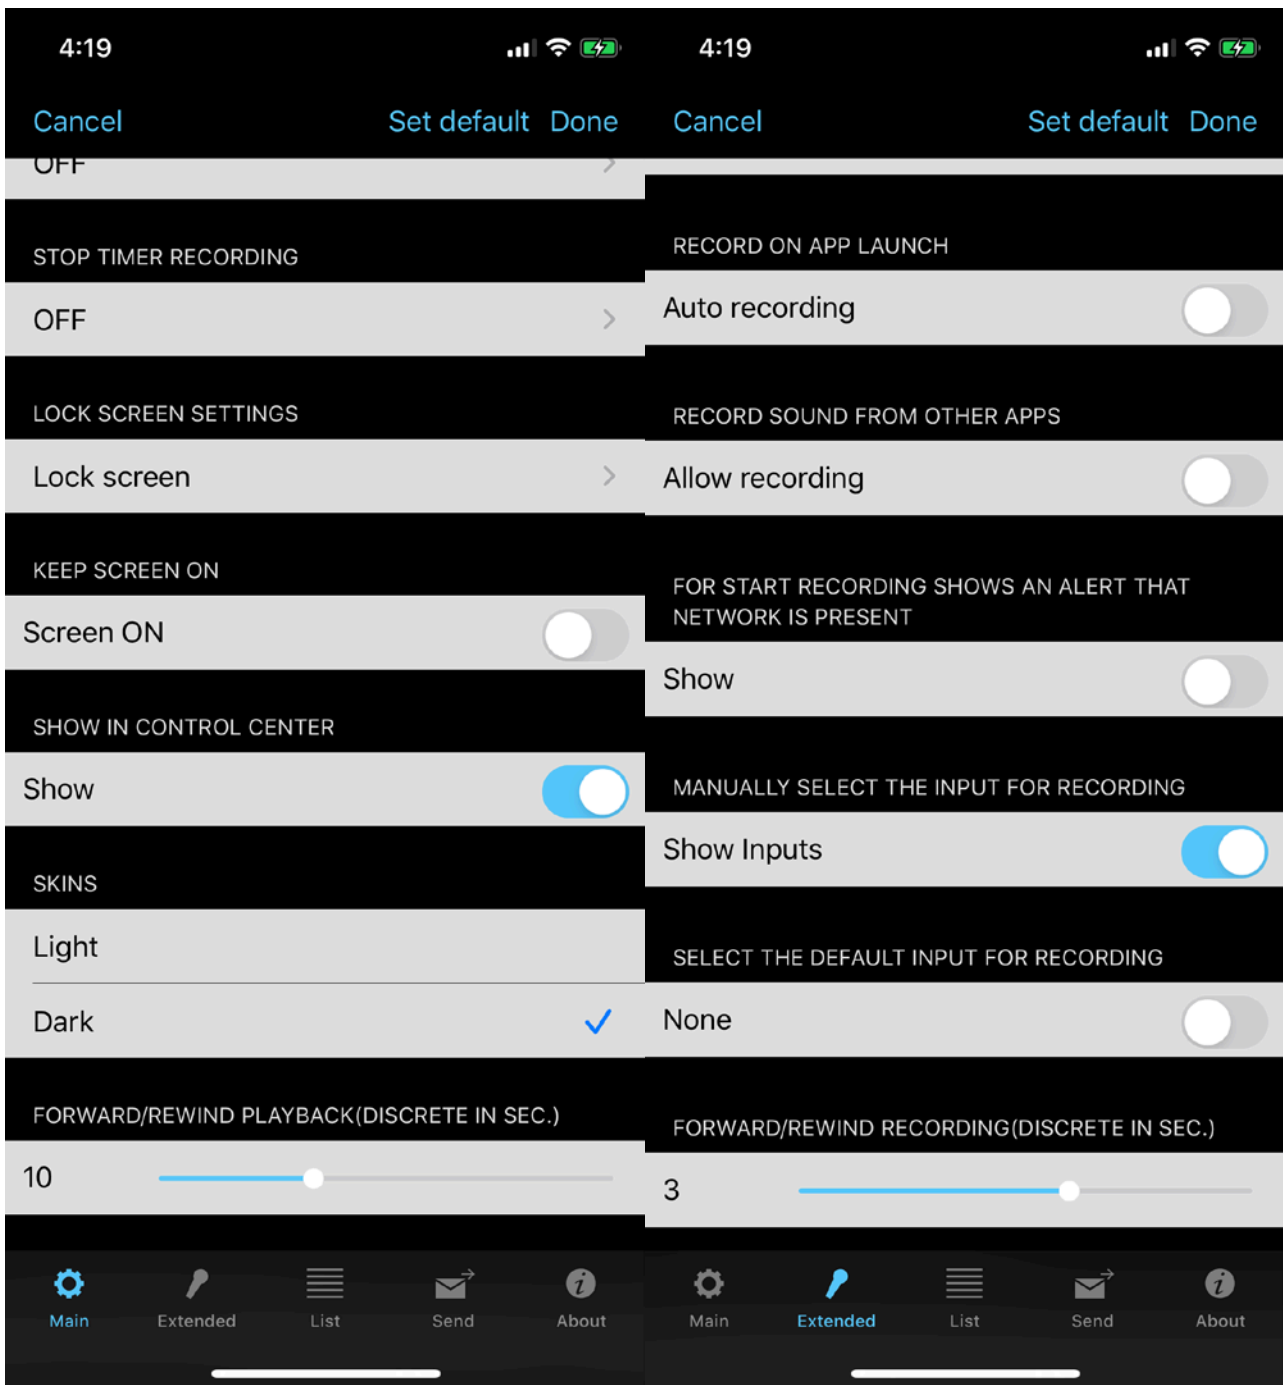 4:19
Cancel Set default Done
OFF
STOP TIMER RECORDING
OFF
LOCK SCREEN SETTINGS
Lock screen
KEEP SCREEN ON
Screen ON
SHOW IN CONTROL CENTER
Show
SKINS
Light
Dark
FORWARD/REWIND PLAYBACK(DISCRETE IN SEC.)
10
Main Extended List Send About
4:19
Cancel Set default Done
RECORD ON APP LAUNCH
Auto recording
RECORD SOUND FROM OTHER APPS
Allow recording
FOR START RECORDING SHOWS AN ALERT THAT
NETWORK IS PRESENT
Show
MANUALLY SELECT THE INPUT FOR RECORDING
Show Inputs
SELECT THE DEFAULT INPUT FOR RECORDING
None
FORWARD/REWIND RECORDING(DISCRETE IN SEC.)
3
Main Extended List Send About